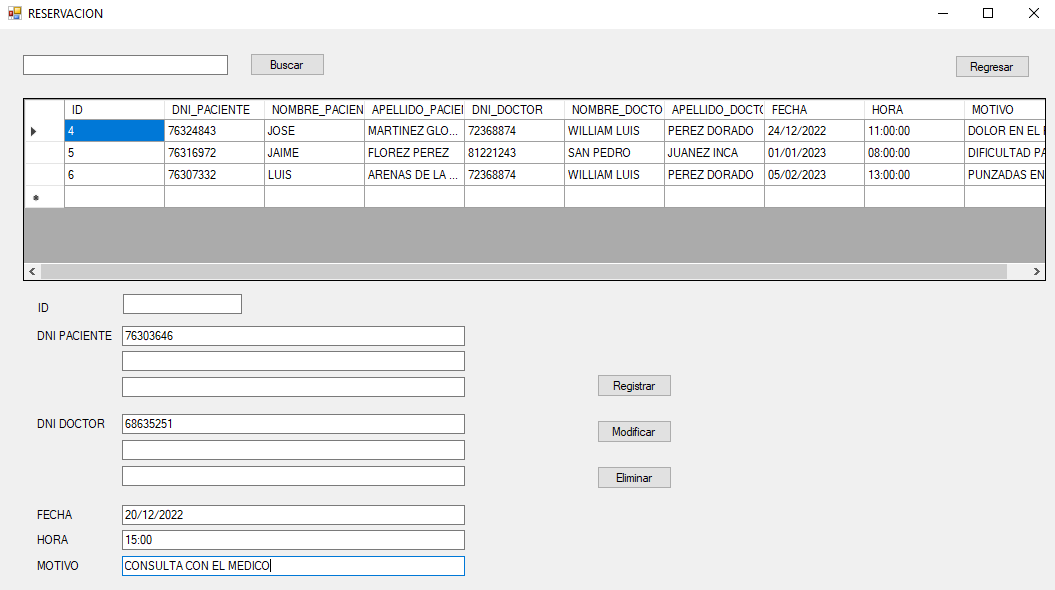 RESERVACION
Buscar
Regresar
ID DNI_PACIENTE NOMBRE_PACIEN APELLIDO_PACIEI DNI_DOCTOR NOMBRE_DOCTO APELLIDO_DOCTO FECHA HORA MOTIVO
4 76324843 JOSE MARTINEZ GLO... 72368874 WILLIAM LUIS PEREZ DORADO 24/12/2022 11:00:00 DOLOR EN EL
5 76316972 JAIME FLOREZ PEREZ 81221243 SAN PEDRO JUANEZ INCA 01/01/2023 08:00:00 DIFICULTAD PA
6 76307332 LUIS ARENAS DE LA ... 72368874 WILLIAM LUIS PEREZ DORADO 05/02/2023 13:00:00 PUNZADAS EN
ID
DNI PACIENTE 76303646
Registrar
DNI DOCTOR 68635251
Modificar
Eliminar
FECHA 20/12/2022
HORA 15:00
MOTIVO CONSULTA CON EL MEDICO